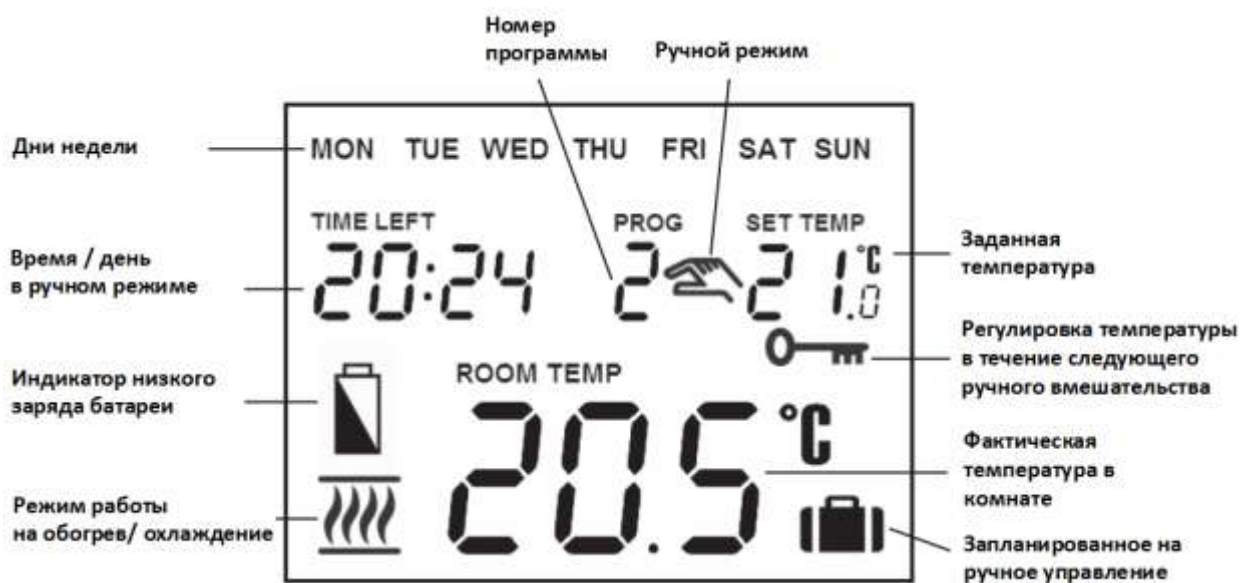 Номер
программы
Ручной режим
Дни недели
MON TUE WED THU FRI SAT SUN
TIME LEFT
PROG
SET TEMP
Время / день
в ручном режиме
20:24
2
21.0
°C
Заданная
температура
Индикатор низкого
заряда батареи
ROOM TEMP
20.5
°C
Регулировка температуры
в течение следующего
ручного вмешательства
Фактическая
температура в
комнате
Режим работы
на обогрев/ охлаждение
Запланированное на
ручное управление